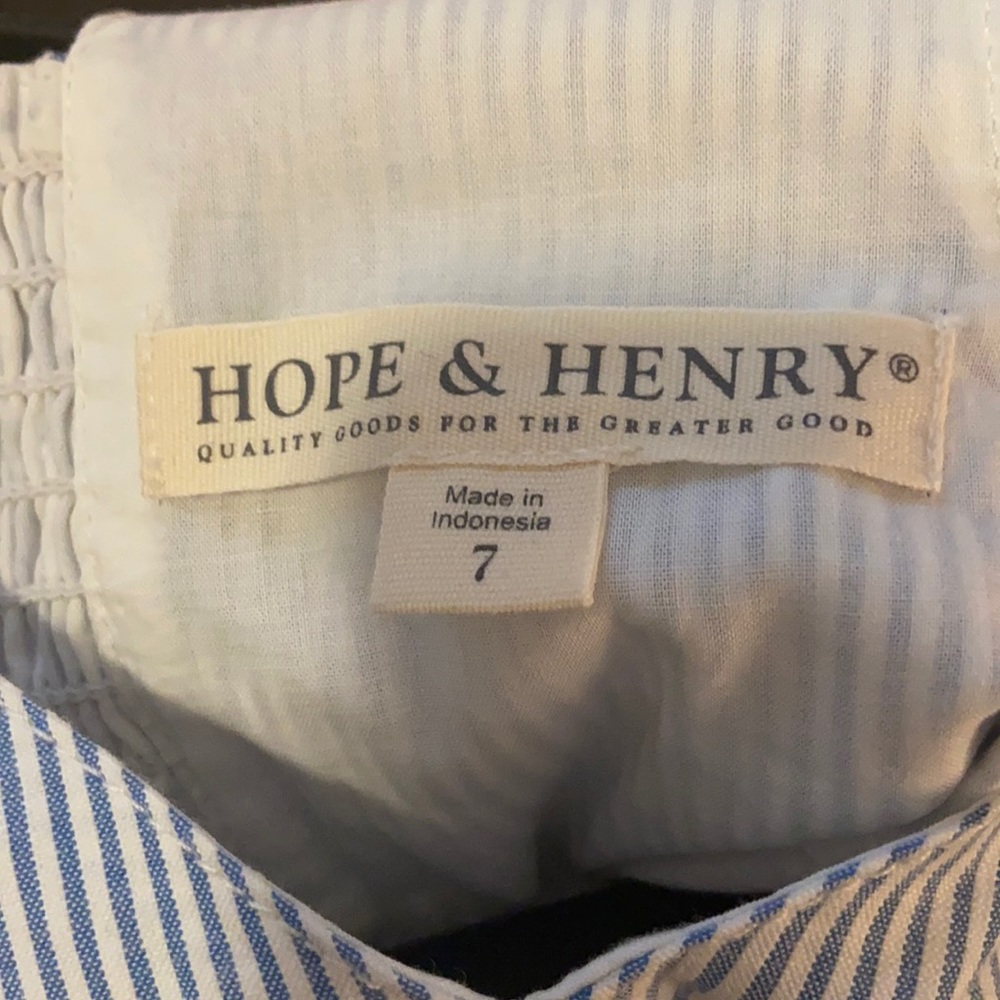 HOPE & HENRY®
QUALITY GOODS FOR THE GREATER GOOD
Made in
Indonesia
7